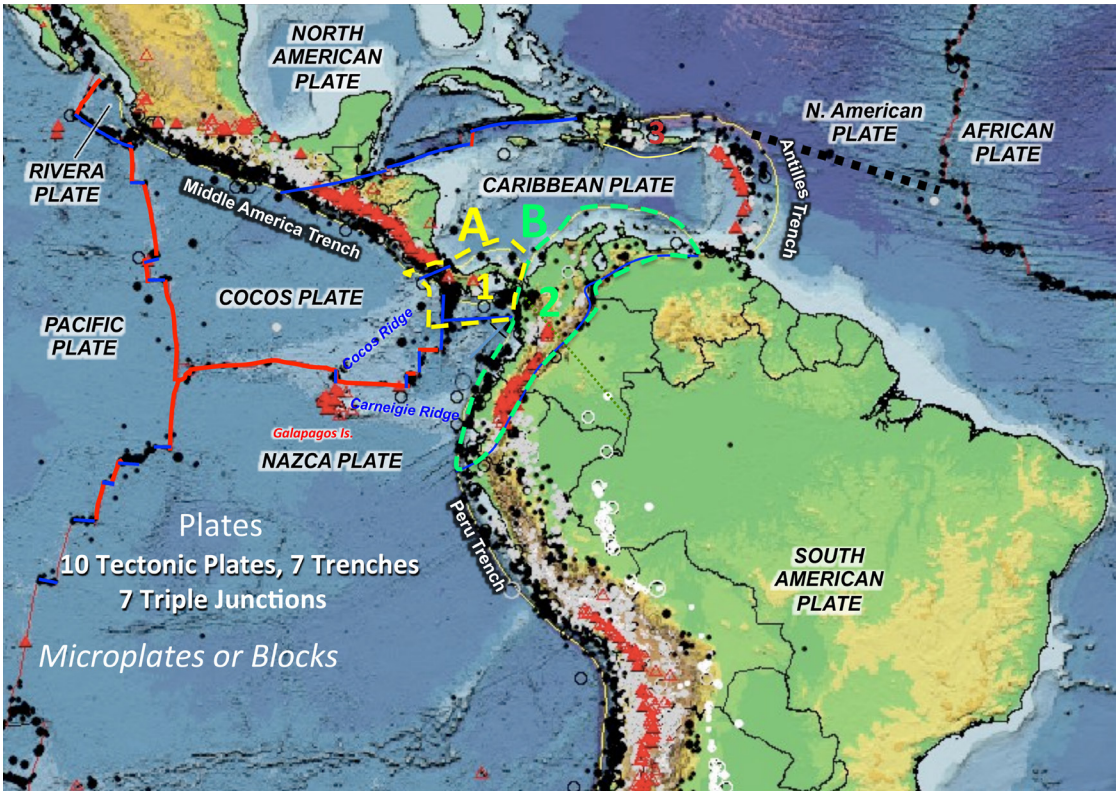 NORTH
AMERICAN
PLATE
N. American
PLATE
AFRICAN
PLATE
RIVERA
PLATE
3
Antilles Trench
CARIBBEAN PLATE
Middle America Trench
A
B
1
2
COCOS PLATE
PACIFIC
PLATE
Cocos Ridge
Carneigie Ridge
Galapagos Is.
NAZCA PLATE
Peru Trench
Plates
10 Tectonic Plates, 7 Trenches
7 Triple Junctions
SOUTH
AMERICAN
PLATE
Microplates or Blocks